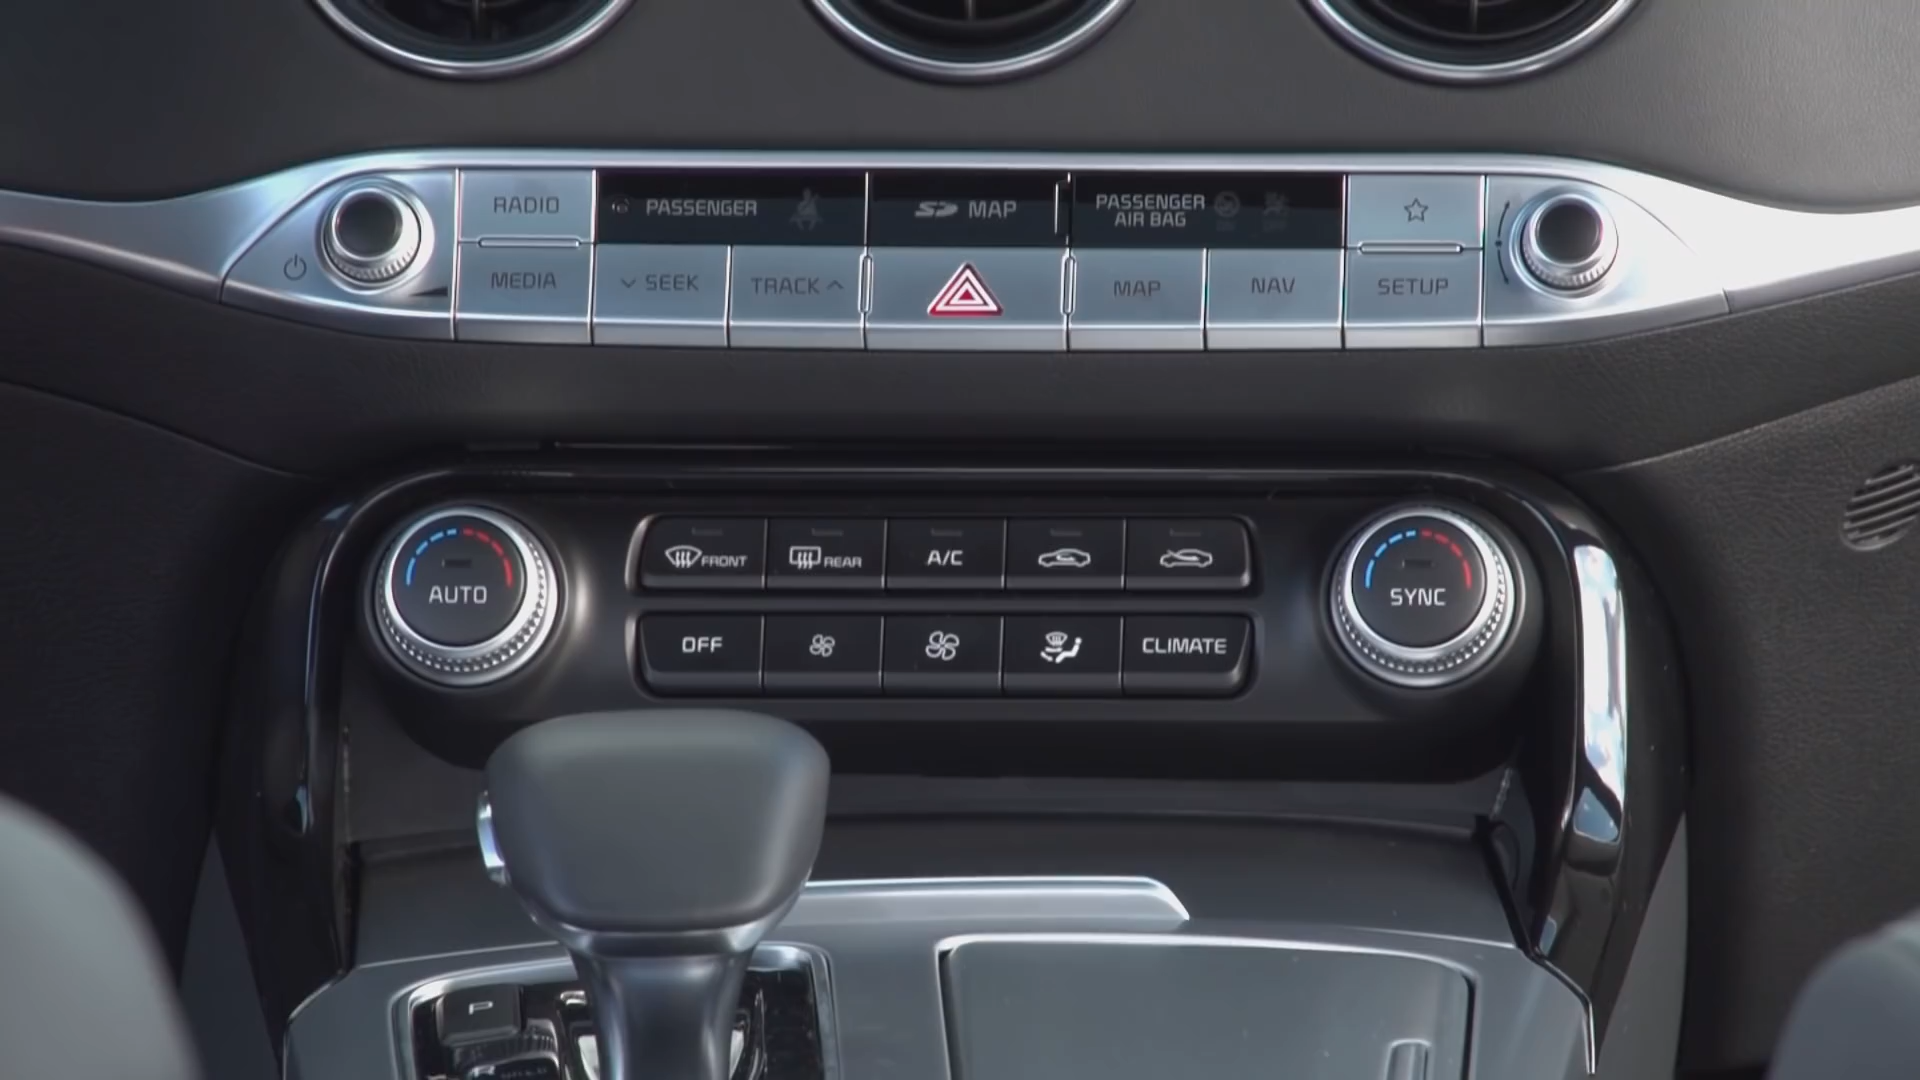 RADIO
PASSENGER
SD MAP
PASSENGER
AIR BAG
MEDIA
SEEK
TRACK
MAP
NAV
SETUP
FRONT
REAR
A/C
AUTO
SYNC
OFF
CLIMATE
P